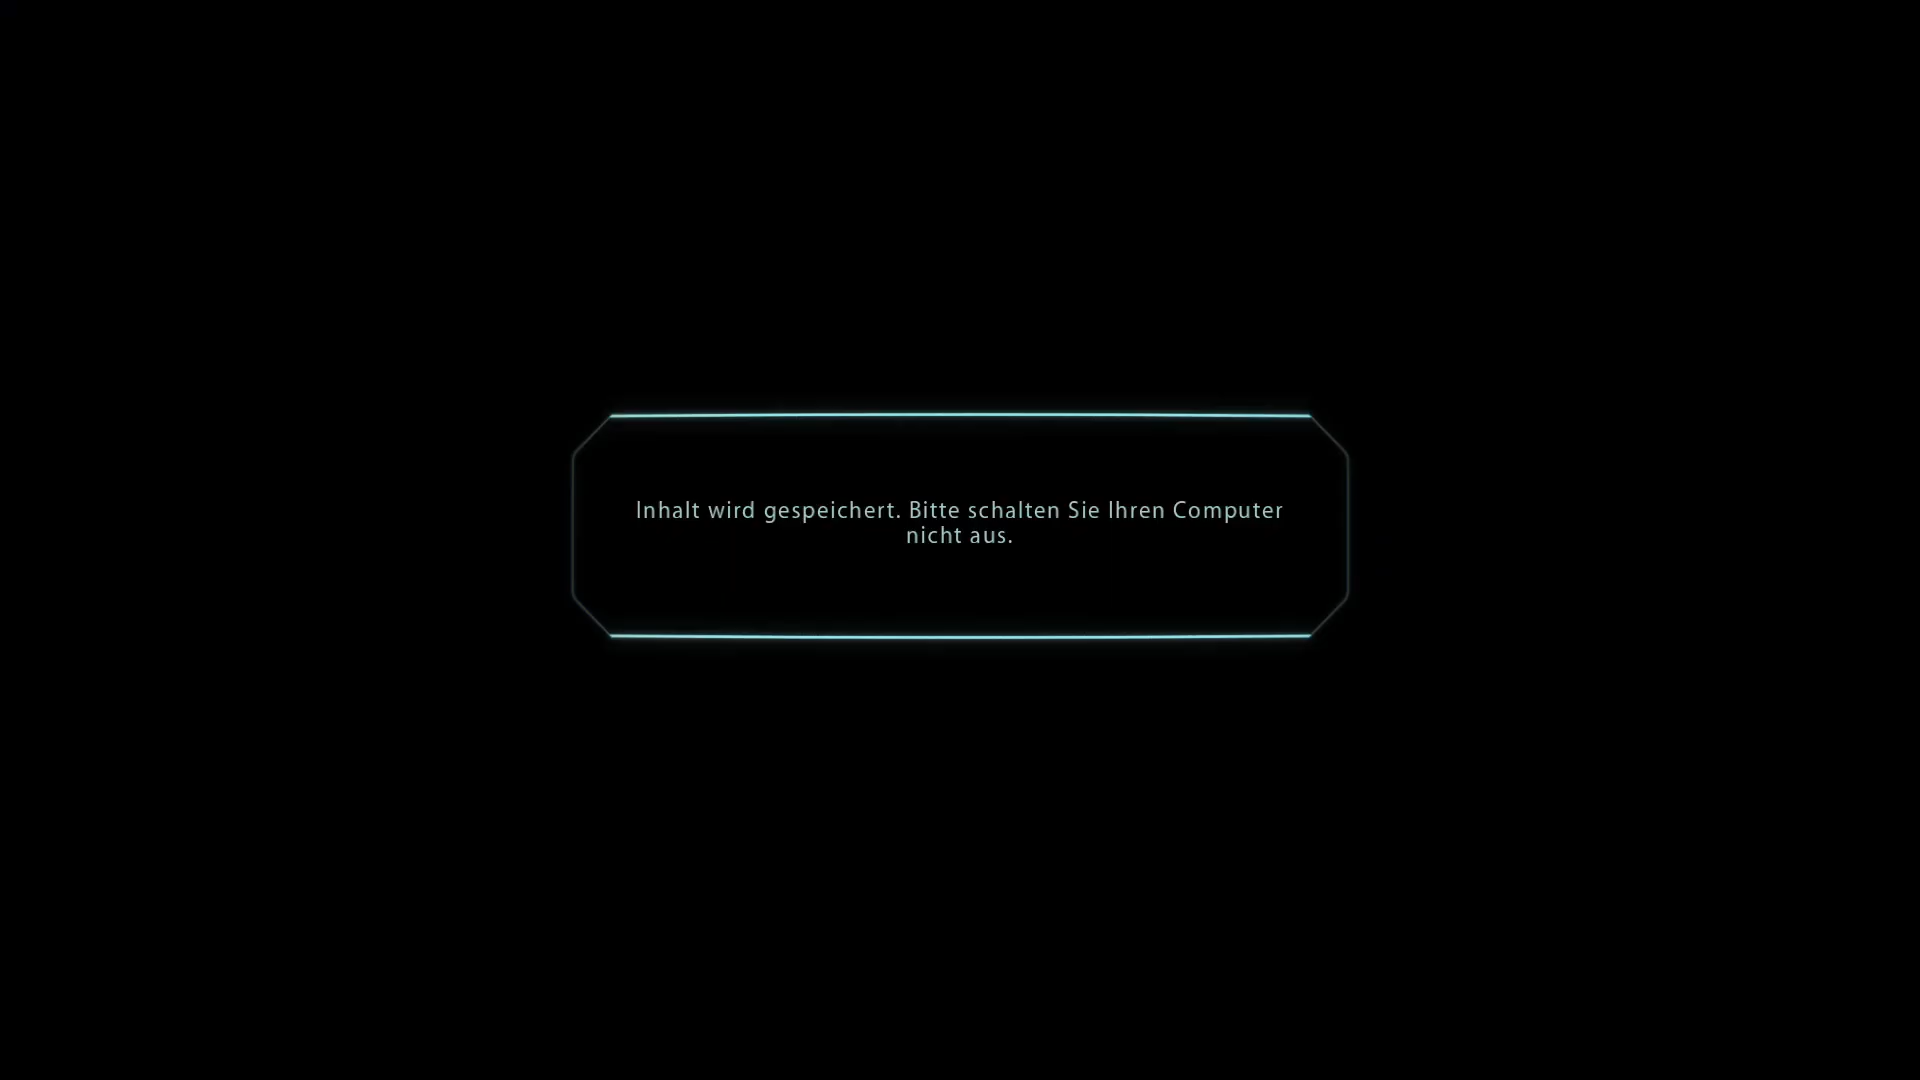 Inhalt wird gespeichert. Bitte schalten Sie Ihren Computer
nicht aus.